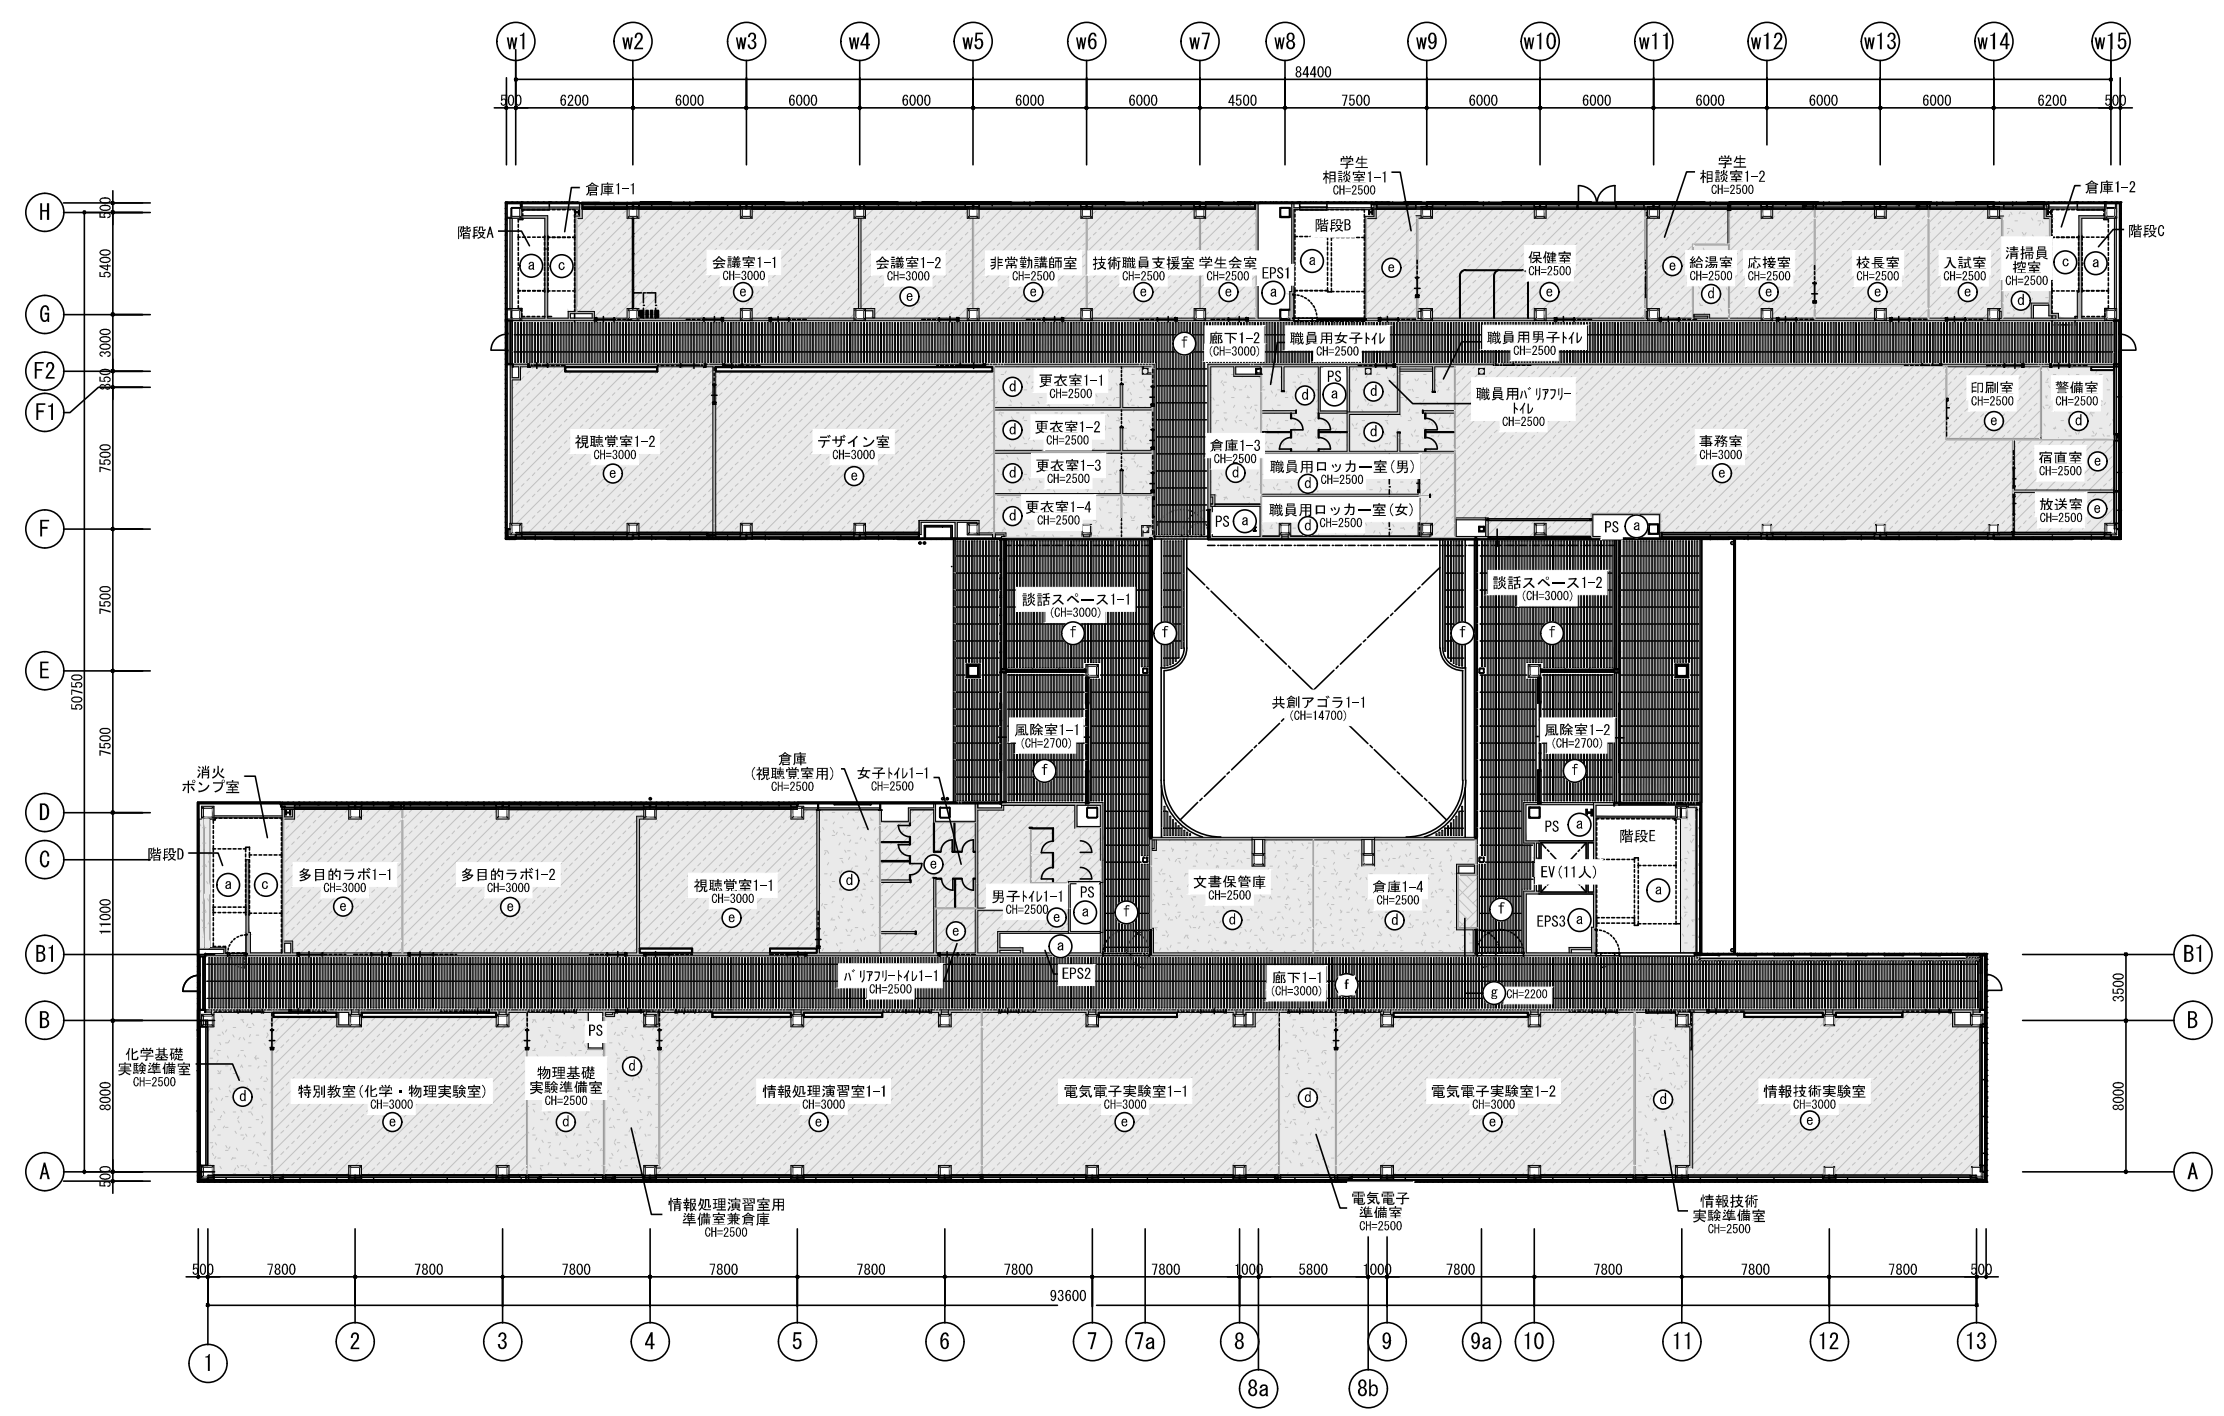 w1 w2 w3 w4 w5 w6 w7 w8 w9 w10 w11 w12 w13 w14 w15
84400
500 6200 6000 6000 6000 6000 6000 4500 7500 6000 6000 6000 6000 6000 6200 500
H
G
F2
F1
F
E
D
C
B1
B
A
500
5400
3000
850
7500
7500
7500
11000
8000
500
50750
倉庫1-1
階段A
a
c
会議室1-1
CH=3000
e
会議室1-2
CH=3000
e
非常勤講師室
CH=2500
e
技術職員支援室
CH=2500
e
学生会室
CH=2500
e
EPS1
a
階段B
a
学生
相談室1-1
CH=2500
e
保健室
CH=2500
e
学生
相談室1-2
CH=2500
e
給湯室
CH=2500
d
応接室
CH=2500
e
校長室
CH=2500
e
入試室
CH=2500
e
清掃員
控室
CH=2500
d
倉庫1-2
c
階段C
a
f
廊下1-2
(CH=3000)
職員用女子トイレ
CH=2500
職員用男子トイレ
CH=2500
視聴覚室1-2
CH=3000
e
デザイン室
CH=3000
e
d
更衣室1-1
CH=2500
d
更衣室1-2
CH=2500
d
更衣室1-3
CH=2500
d
更衣室1-4
CH=2500
倉庫1-3
CH=2500
d
PS
a
d
PS
a
d
d
職員用バリアフリー
トイレ
CH=2500
職員用ロッカー室(男)
CH=2500
d
職員用ロッカー室(女)
CH=2500
d
事務室
CH=3000
e
PS
a
印刷室
CH=2500
e
警備室
CH=2500
d
宿直室
CH=2500
e
放送室
CH=2500
e
談話スペース1-1
(CH=3000)
f
f
f
談話スペース1-2
(CH=3000)
f
共創アゴラ1-1
(CH=14700)
風除室1-1
(CH=2700)
f
風除室1-2
(CH=2700)
f
消火
ポンプ室
階段D
a
c
多目的ラボ1-1
CH=3000
e
多目的ラボ1-2
CH=3000
e
視聴覚室1-1
CH=3000
e
倉庫
(視聴覚室用)
CH=2500
d
女子トイレ1-1
CH=2500
e
e
男子トイレ1-1
CH=2500
e
PS
a
a
EPS2
バリアフリートイレ1-1
CH=2500
f
文書保管庫
CH=2500
d
倉庫1-4
CH=2500
d
f
PS
a
EV(11人)
EPS3
a
階段E
a
廊下1-1
(CH=3000)
f
g
CH=2200
化学基礎
実験準備室
CH=2500
d
特別教室(化学・物理実験室)
CH=3000
e
PS
物理基礎
実験準備室
CH=2500
d
d
情報処理演習室用
準備室兼倉庫
CH=2500
情報処理演習室1-1
CH=3000
e
電気電子実験室1-1
CH=3000
e
d
電気電子
準備室
CH=2500
電気電子実験室1-2
CH=3000
e
d
情報技術
実験準備室
CH=2500
情報技術実験室
CH=3000
e
B1
B
A
3500
8000
500 7800 7800 7800 7800 7800 7800 7800 1000 5800 1000 7800 7800 7800 7800 500
93600
1 2 3 4 5 6 7 7a 8 8a 8b 9 9a 10 11 12 13